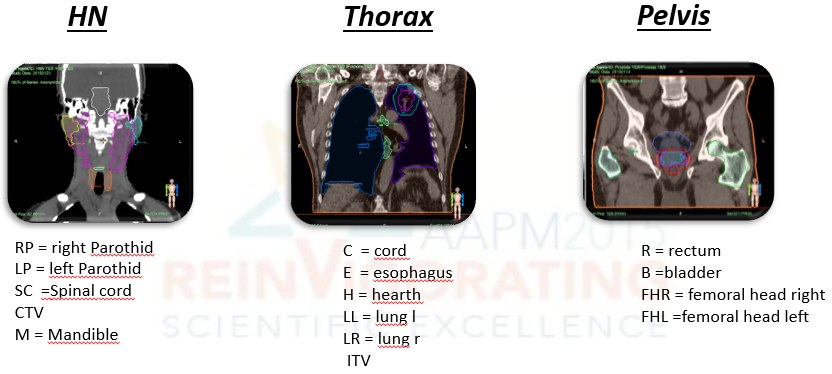 HN
Thorax
Pelvis
RP = right Parothid
LP = left Parothid
SC =Spinal cord
CTV
M = Mandible
C = cord
E = esophagus
H = hearth
LL = lung l
LR = lung r
ITV
R = rectum
B =bladder
FHR = femoral head right
FHL =femoral head left
AAPM2015
REINVIGORATING
SCIENTIFIC EXCELLENCE